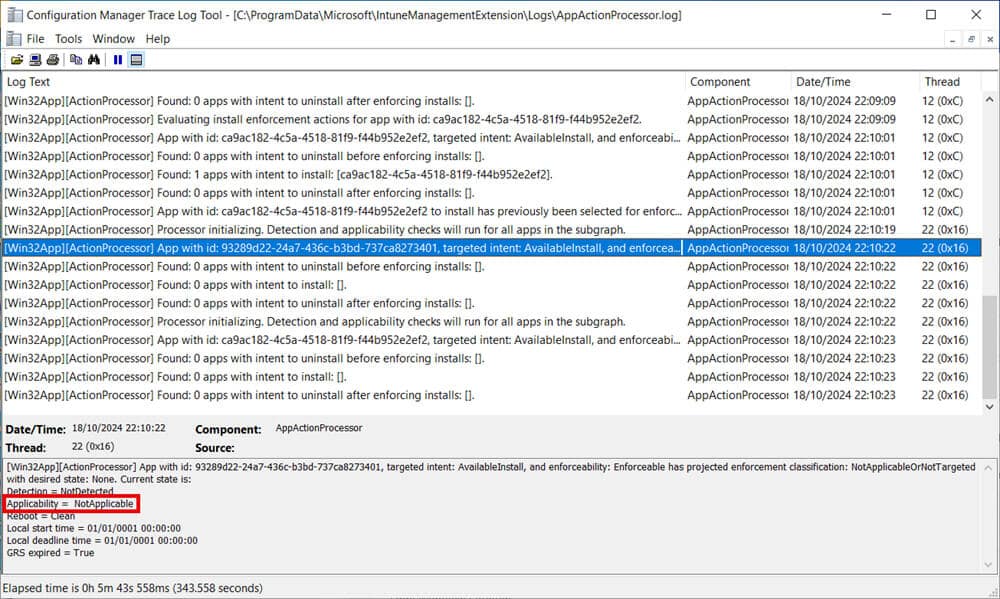 Configuration Manager Trace Log Tool - [C:\ProgramData\Microsoft\IntuneManagementExtension\Logs\AppActionProcessor.log]
File Tools Window Help
Log Text Component Date/Time Thread
[Win32App][ActionProcessor] Found: 0 apps with intent to uninstall after enforcing installs: []. AppActionProcessor 18/10/2024 22:09:09 12 (0xC)
[Win32App][ActionProcessor] Evaluating install enforcement actions for app with id: ca9ac182-4c5a-4518-81f9-f44b952e2ef2. AppActionProcessor 18/10/2024 22:09:09 12 (0xC)
[Win32App][ActionProcessor] App with id: ca9ac182-4c5a-4518-81f9-f44b952e2ef2, targeted intent: AvailableInstall, and enforceabi... AppActionProcessor 18/10/2024 22:10:01 12 (0xC)
[Win32App][ActionProcessor] Found: 0 apps with intent to uninstall before enforcing installs: []. AppActionProcessor 18/10/2024 22:10:01 12 (0xC)
[Win32App][ActionProcessor] Found: 1 apps with intent to install: [ca9ac182-4c5a-4518-81f9-f44b952e2ef2]. AppActionProcessor 18/10/2024 22:10:01 12 (0xC)
[Win32App][ActionProcessor] Found: 0 apps with intent to uninstall after enforcing installs: []. AppActionProcessor 18/10/2024 22:10:01 12 (0xC)
[Win32App][ActionProcessor] App with id: ca9ac182-4c5a-4518-81f9-f44b952e2ef2 to install has previously been selected for enforc... AppActionProcessor 18/10/2024 22:10:01 12 (0xC)
[Win32App][ActionProcessor] Processor initializing. Detection and applicability checks will run for all apps in the subgraph. AppActionProcessor 18/10/2024 22:10:19 22 (0x16)
[Win32App][ActionProcessor] App with id: 93289d22-24a7-436c-b3bd-737ca8273401, targeted intent: AvailableInstall, and enforcea... AppActionProcessor 18/10/2024 22:10:22 22 (0x16)
[Win32App][ActionProcessor] Found: 0 apps with intent to uninstall before enforcing installs: []. AppActionProcessor 18/10/2024 22:10:22 22 (0x16)
[Win32App][ActionProcessor] Found: 0 apps with intent to install: []. AppActionProcessor 18/10/2024 22:10:22 22 (0x16)
[Win32App][ActionProcessor] Found: 0 apps with intent to uninstall after enforcing installs: []. AppActionProcessor 18/10/2024 22:10:22 22 (0x16)
[Win32App][ActionProcessor] Processor initializing. Detection and applicability checks will run for all apps in the subgraph. AppActionProcessor 18/10/2024 22:10:22 22 (0x16)
[Win32App][ActionProcessor] App with id: ca9ac182-4c5a-4518-81f9-f44b952e2ef2, targeted intent: AvailableInstall, and enforceabi... AppActionProcessor 18/10/2024 22:10:23 22 (0x16)
[Win32App][ActionProcessor] Found: 0 apps with intent to uninstall before enforcing installs: []. AppActionProcessor 18/10/2024 22:10:23 22 (0x16)
[Win32App][ActionProcessor] Found: 0 apps with intent to install: []. AppActionProcessor 18/10/2024 22:10:23 22 (0x16)
[Win32App][ActionProcessor] Found: 0 apps with intent to uninstall after enforcing installs: []. AppActionProcessor 18/10/2024 22:10:23 22 (0x16)
Date/Time: 18/10/2024 22:10:22 Component: AppActionProcessor
Thread: 22 (0x16) Source:
[Win32App][ActionProcessor] App with id: 93289d22-24a7-436c-b3bd-737ca8273401, targeted intent: AvailableInstall, and enforceability: Enforceable has projected enforcement classification: NotApplicableOrNotTargeted
with desired state: None. Current state is:
Detection = NotDetected
Applicability = NotApplicable
Reboot = Clean
Local start time = 01/01/0001 00:00:00
Local deadline time = 01/01/0001 00:00:00
GRS expired = True
Elapsed time is 0h 5m 43s 558ms (343.558 seconds)